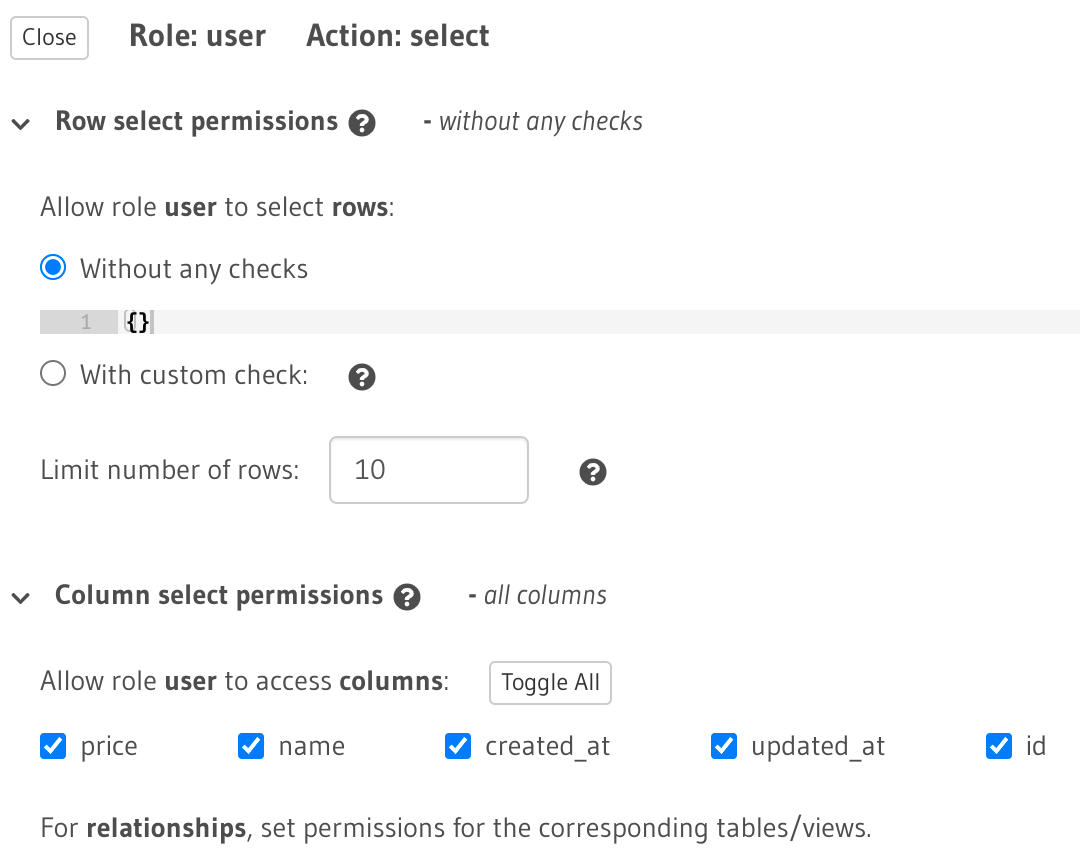 Close Role: user Action: select
Row select permissions ? - without any checks
Allow role user to select rows:
Without any checks
1 {}
With custom check: ?
Limit number of rows: 10 ?
Column select permissions ? - all columns
Allow role user to access columns: Toggle All
price name created_at updated_at id
For relationships, set permissions for the corresponding tables/views.